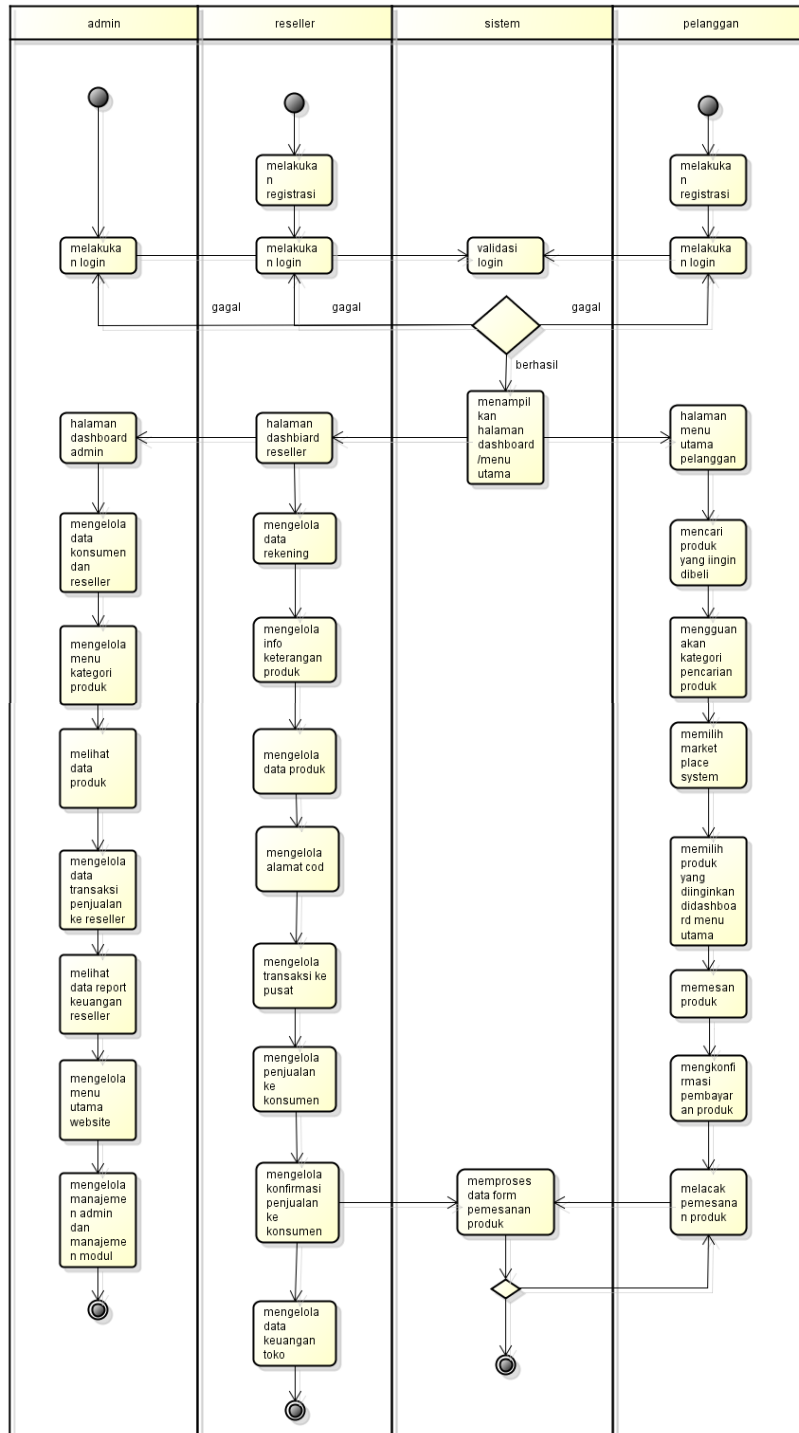 admin
reseller
sistem
pelanggan
melakuka
n
registrasi
melakuka
n
registrasi
melakuka
n login
melakuka
n login
validasi
login
melakuka
n login
gagal
gagal
gagal
berhasil
halaman
dashboard
admin
halaman
dashbiard
reseller
menampil
kan
halaman
dashboard
/menu
utama
halaman
menu
utama
pelanggan
mengelola
data
konsumen
dan
reseller
mengelola
data
rekening
mencari
produk
yang iingin
dibeli
mengelola
menu
kategori
produk
mengelola
info
keterangan
produk
mengguan
akan
kategori
pencarian
produk
melihat
data
produk
mengelola
data produk
memilih
market
place
system
mengelola
data
transaksi
penjualan
ke reseller
mengelola
alamat cod
memilih
produk
yang
diinginkan
didashboa
rd menu
utama
melihat
data report
keuangan
reseller
mengelola
transaksi ke
pusat
memesan
produk
mengelola
menu
utama
website
mengelola
penjualan
ke
konsumen
mengkonfi
rmasi
pembayar
an produk
mengelola
manajeme
n admin
dan
manajeme
n modul
mengelola
konfirmasi
penjualan
ke
konsumen
memproses
data form
pemesanan
produk
melacak
pemesana
n produk
mengelola
data
keuangan
toko